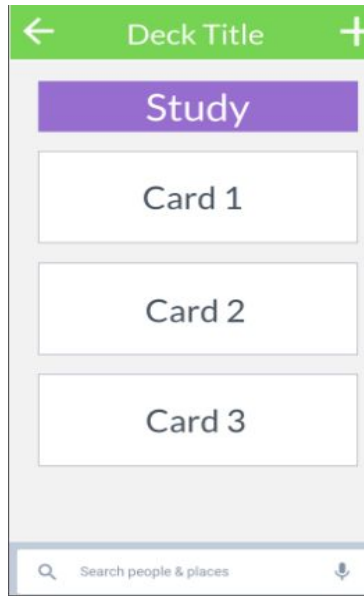 Deck Title
Study
Card 1
Card 2
Card 3
Search people & places